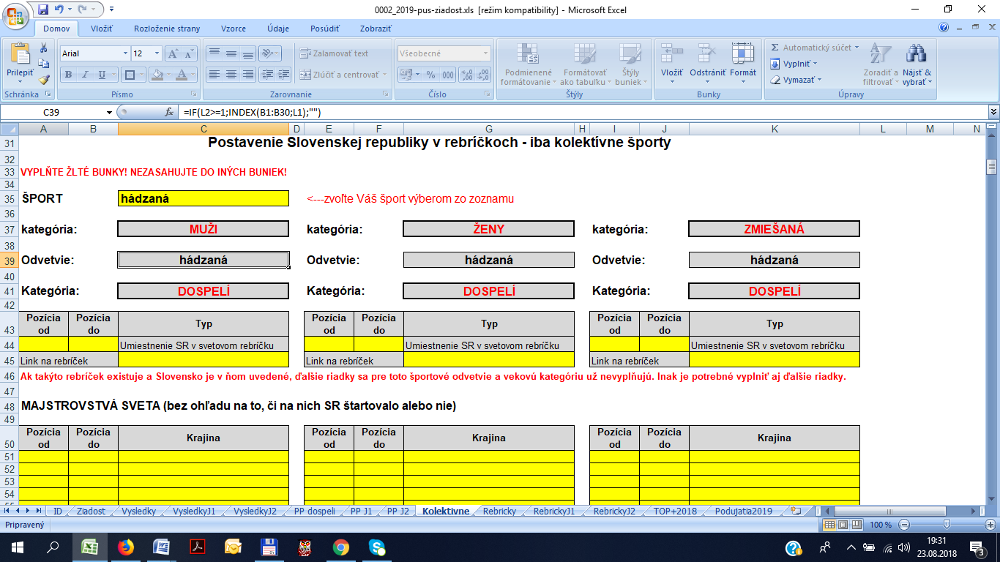 0002_2019-pus-ziadost.xls [režim kompatibility] - Microsoft Excel
Domov Vložiť Rozloženie strany Vzorce Údaje Posúdiť Zobraziť
Prilepiť
Schránka
Arial 12
B I U
Písmo
Zalamovať text
Zlúčiť a centrovať
Zarovnanie
Všeobecné
% 000
Číslo
Podmienené formátovanie
Formátovať ako tabuľku
Štýly buniek
Štýly
Vložiť Odstrániť Formát
Bunky
Σ Automatický súčet
Vyplniť
Vymazať
Zoradiť a filtrovať
Nájsť & vybrať
Úpravy
C39 fx =IF(L2>=1;INDEX(B1:B30;L1);"")
A B C D E F G H I J K L M N
31 Postavenie Slovenskej republiky v rebríčkoch - iba kolektívne športy
32
33 VYPLŇTE ŽLTÉ BUNKY! NEZASAHUJTE DO INÝCH BUNIEK!
34
35 ŠPORT hádzaná <---zvoľte Váš šport výberom zo zoznamu
36
37 kategória: MUŽI kategória: ŽENY kategória: ZMIEŠANÁ
38
39 Odvetvie: hádzaná Odvetvie: hádzaná Odvetvie: hádzaná
40
41 Kategória: DOSPELÍ Kategória: DOSPELÍ Kategória: DOSPELÍ
42
43 Pozícia od Pozícia do Typ Pozícia od Pozícia do Typ Pozícia od Pozícia do Typ
44 Umiestnenie SR v svetovom rebríčku Umiestnenie SR v svetovom rebríčku Umiestnenie SR v svetovom rebríčku
45 Link na rebríček Link na rebríček Link na rebríček
46 Ak takýto rebríček existuje a Slovensko je v ňom uvedené, ďalšie riadky sa pre toto športové odvetvie a vekovú kategóriu už nevyplňujú. Inak je potrebné vyplniť aj ďalšie riadky.
47
48 MAJSTROVSTVÁ SVETA (bez ohľadu na to, či na nich SR štartovalo alebo nie)
49
50 Pozícia od Pozícia do Krajina Pozícia od Pozícia do Krajina Pozícia od Pozícia do Krajina
51
52
53
54
ID Ziadost Vysledky VysledkyJ1 VysledkyJ2 PP dospeli PP J1 PP J2 Kolektivne Rebricky RebrickyJ1 RebrickyJ2 TOP+2018 Podujatia2019
Pripravený 100 %
19:31
23.08.2018
3